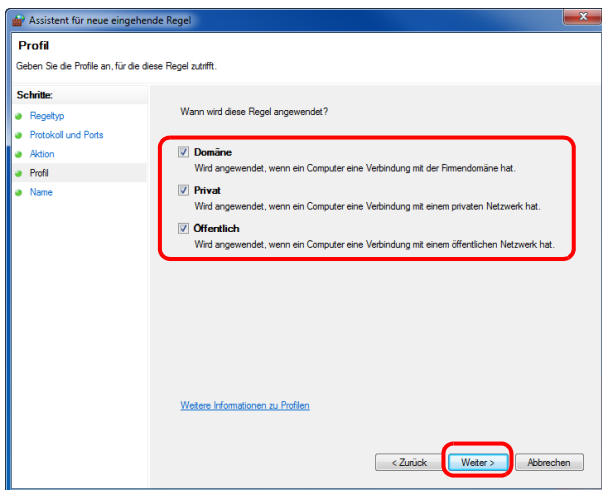 Assistent für neue eingehende Regel
Profil
Geben Sie die Profile an, für die diese Regel zutrifft.
Schritte:
Regeltyp
Protokoll und Ports
Aktion
Profil
Name
Wann wird diese Regel angewendet?
Domäne
Wird angewendet, wenn ein Computer eine Verbindung mit der Firmendomäne hat.
Privat
Wird angewendet, wenn ein Computer eine Verbindung mit einem privaten Netzwerk hat.
Öffentlich
Wird angewendet, wenn ein Computer eine Verbindung mit einem öffentlichen Netzwerk hat.
Weitere Informationen zu Profilen
< Zurück Weiter > Abbrechen